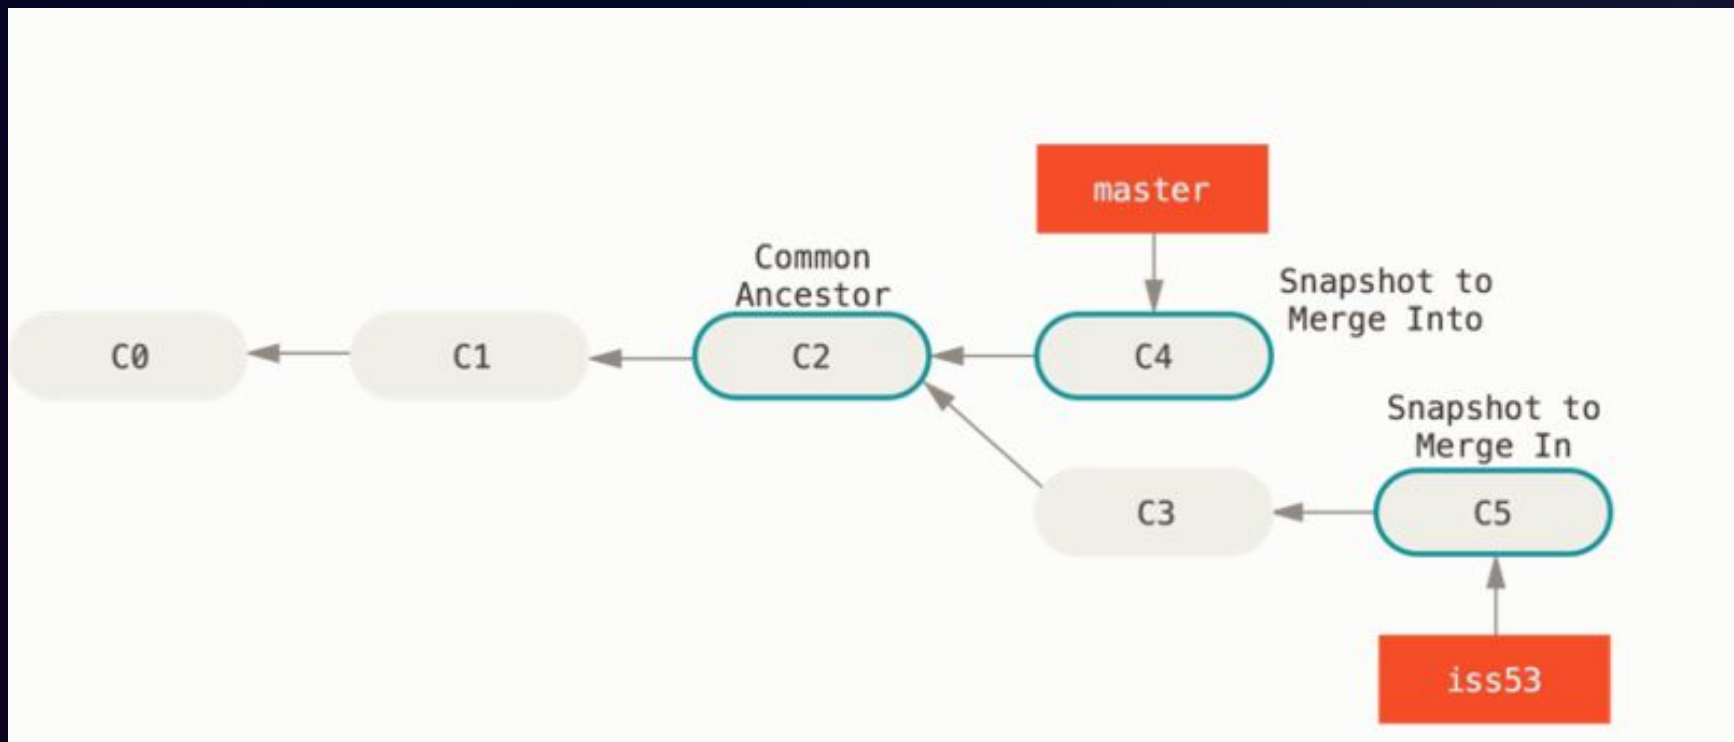 master
Common
Ancestor
Snapshot to
Merge Into
C0
C1
C2
C4
Snapshot to
Merge In
C3
C5
iss53